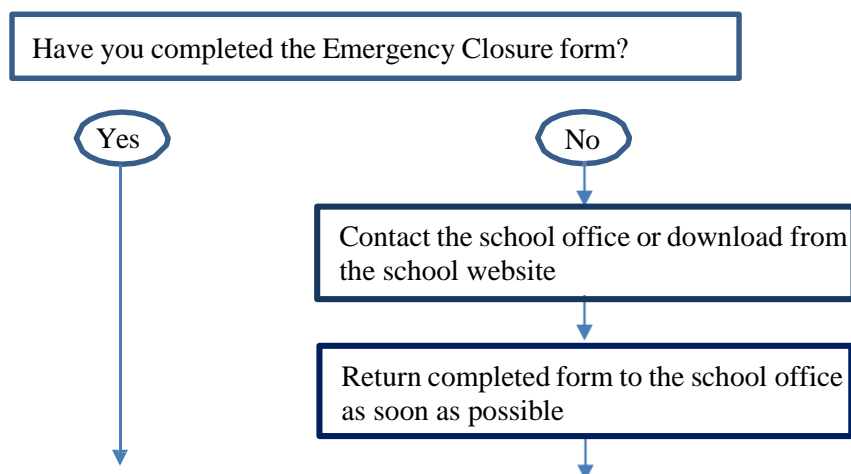 Have you completed the Emergency Closure form?
Yes
No
Contact the school office or download from
the school website
Return completed form to the school office
as soon as possible